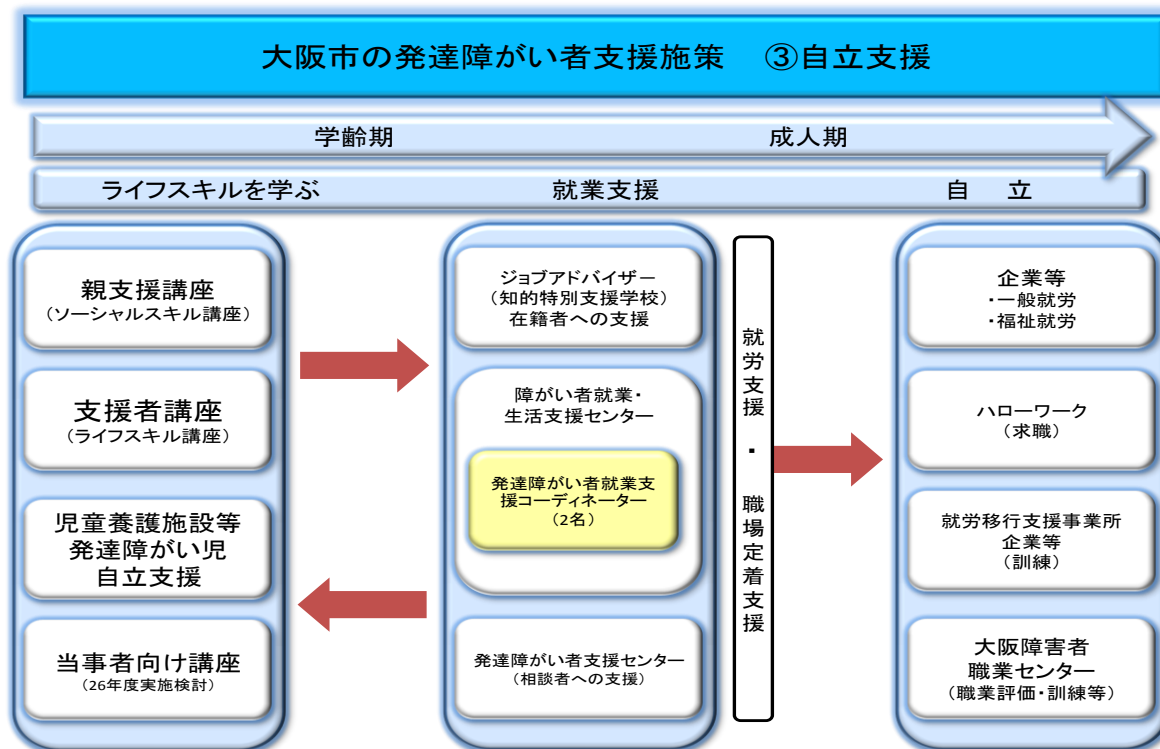 大阪市の発達障がい者支援施策　③自立支援
学齢期
成人期
ライフスキルを学ぶ
就業支援
自　立
親支援講座
（ソーシャルスキル講座）
支援者講座
（ライフスキル講座）
児童養護施設等
発達障がい児
自立支援
当事者向け講座
（26年度実施検討）
ジョブアドバイザー
（知的特別支援学校）
在籍者への支援
障がい者就業・
生活支援センター
発達障がい者就業支
援コーディネーター
（2名）
発達障がい者支援センター
（相談者への支援）
就労支援・職場定着支援
企業等
・一般就労
・福祉就労
ハローワーク
（求職）
就労移行支援事業所
企業等
（訓練）
大阪障害者
職業センター
（職業評価・訓練等）